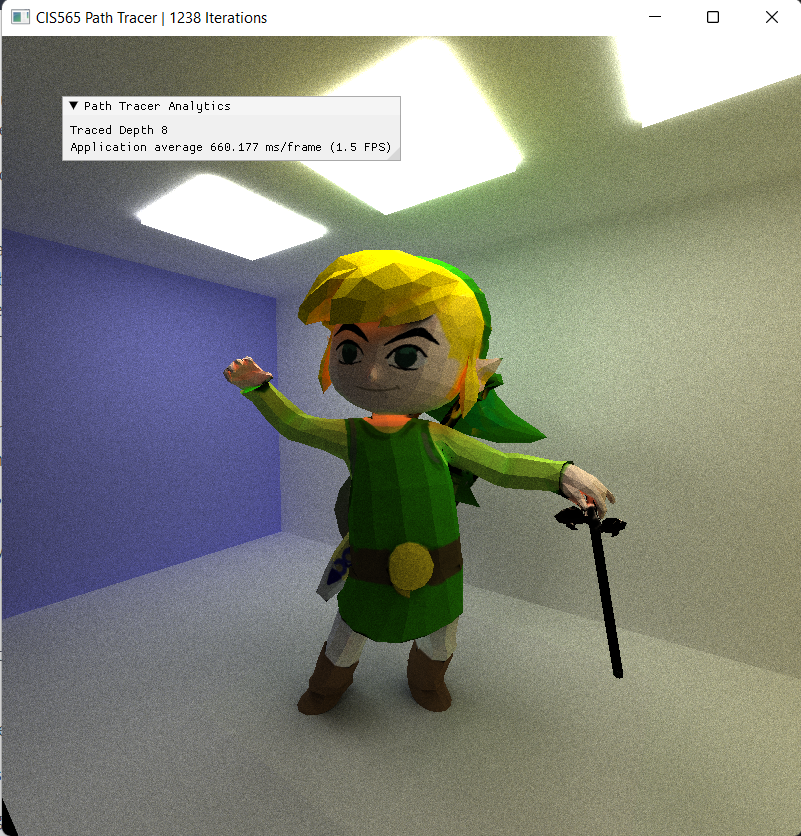 CIS565 Path Tracer | 1238 Iterations
▼ Path Tracer Analytics
Traced Depth 8
Application average 660.177 ms/frame (1.5 FPS)